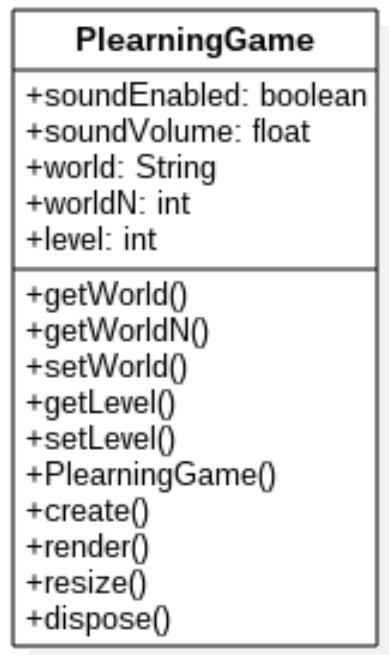 PlearningGame
+soundEnabled: boolean
+soundVolume: float
+world: String
+worldN: int
+level: int
+getWorld()
+getWorldN()
+setWorld()
+getLevel()
+setLevel()
+PlearningGame()
+create()
+render()
+resize()
+dispose()